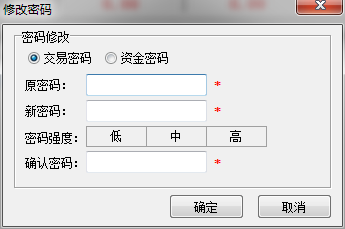 修改密码
密码修改
交易密码 资金密码
原密码： *
新密码： *
密码强度： 低 中 高
确认密码： *
确定 取消